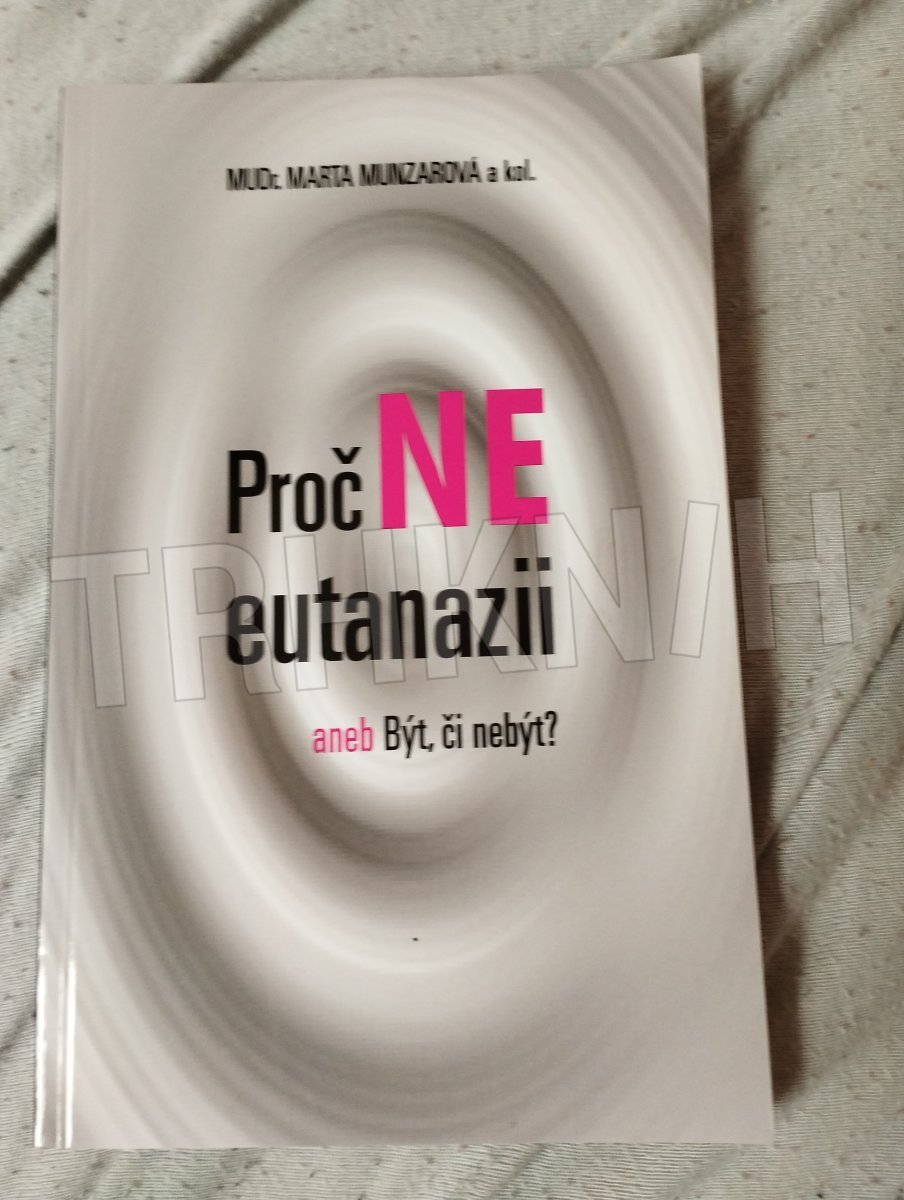 MUDr. MARTA MUNZAROVÁ a kol.
Proč NE
eutanazii
TRHKNIH
aneb Být, či nebýt?